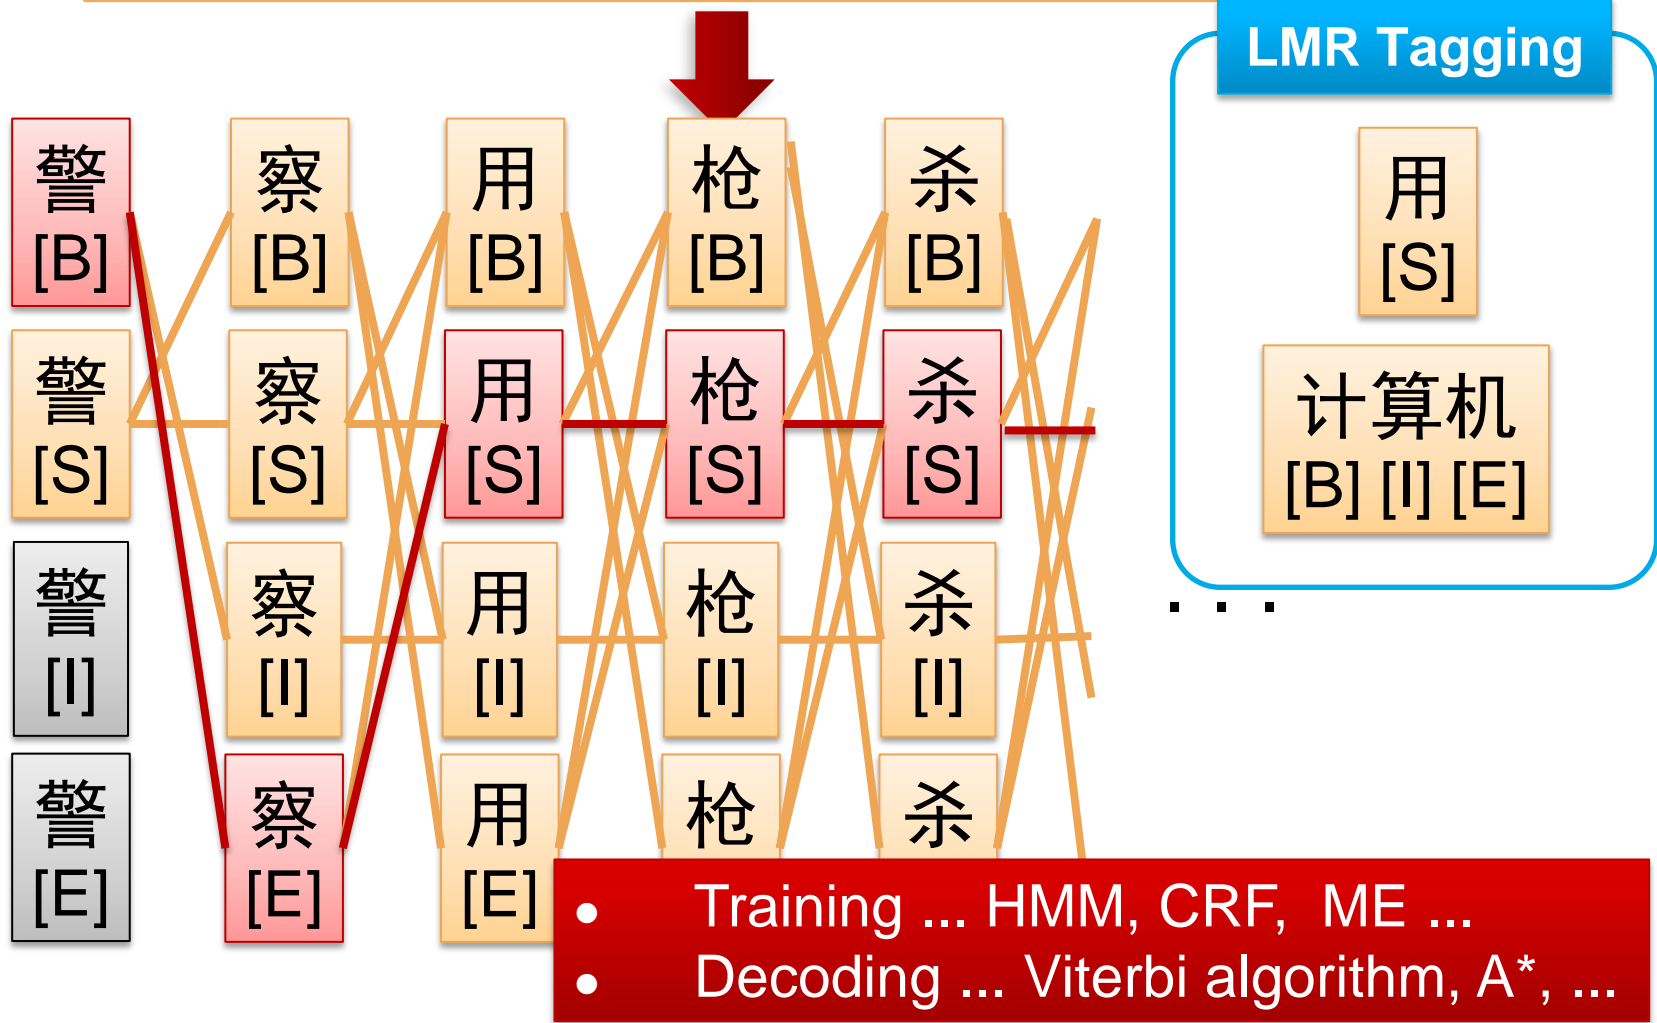 LMR Tagging
警 察 用 枪 杀
[B] [B] [B] [B] [B]
警 察 用 枪 杀
[S] [S] [S] [S] [S]
警 察 用 枪 杀
[I] [I] [I] [I] [I]
警 察 用 枪 杀
[E] [E] [E]
用
[S]
计算机
[B] [I] [E]
. . .
● Training ... HMM, CRF, ME ...
● Decoding ... Viterbi algorithm, A*, ...